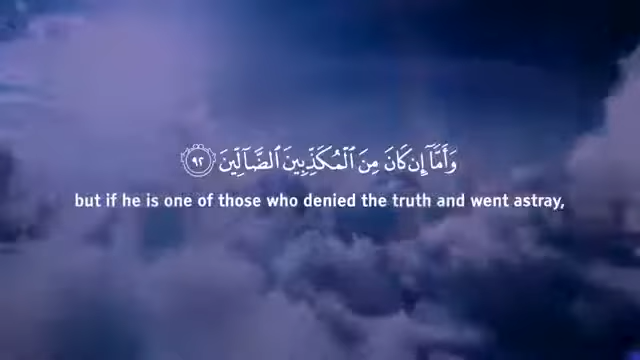 وَأَمَّآ إِن كَانَ مِنَ ٱلْمُكَذِّبِينَ ٱلضَّآلِّينَ ٩٢
but if he is one of those who denied the truth and went astray,